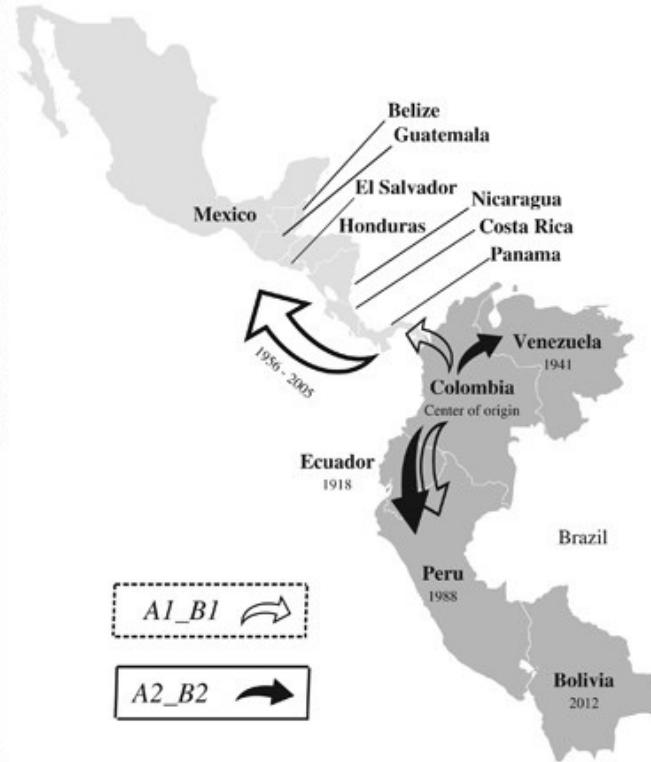 Belize
Guatemala
El Salvador
Nicaragua
Mexico
Honduras
Costa Rica
Panama
1956 - 2005
Venezuela
1941
Colombia
Center of origin
Ecuador
1918
Brazil
Peru
1988
A1_B1
Bolivia
2012
A2_B2